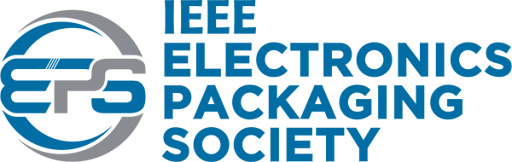 EPS
IEEE
ELECTRONICS
PACKAGING
SOCIETY